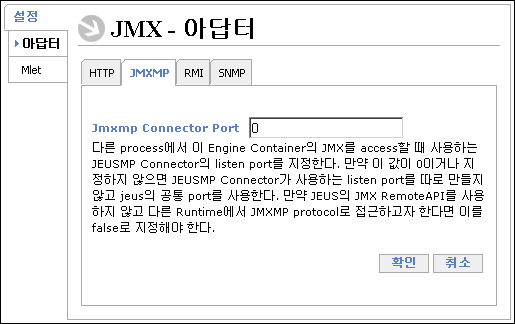 설정
아답터
Mlet
JMX - 아답터
HTTP JMXMP RMI SNMP
Jmxmp Connector Port 0
다른 process에서 이 Engine Container의 JMX를 access할 때 사용하는
JEUSMP Connector의 listen port를 지정한다. 만약 이 값이 0이거나 지
정하지 않으면 JEUSMP Connector가 사용하는 listen port를 따로 만들지
않고 jeus의 공통 port를 사용한다. 만약 JEUS의 JMX RemoteAPI를 사용
하지 않고 다른 Runtime에서 JMXMP protocol로 접근하고자 한다면 이를
false로 지정해야 한다.
확인 취소